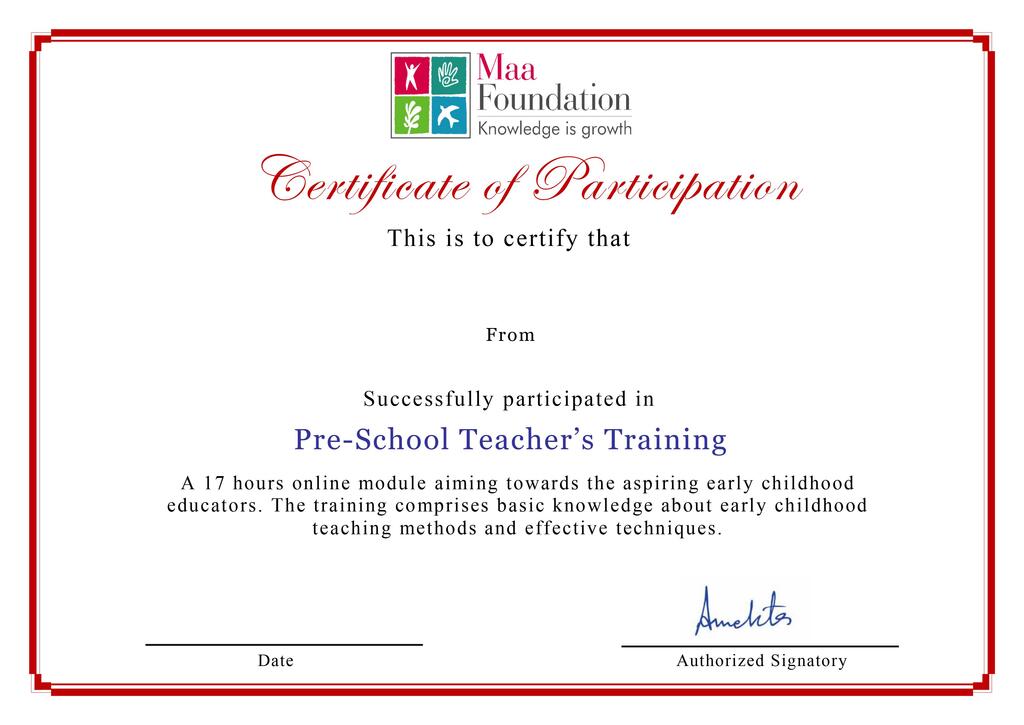 Maa
Foundation
Knowledge is growth
Certificate of Participation
This is to certify that
From
Successfully participated in
Pre-School Teacher’s Training
A 17 hours online module aiming towards the aspiring early childhood
educators. The training comprises basic knowledge about early childhood
teaching methods and effective techniques.
Date
Authorized Signatory